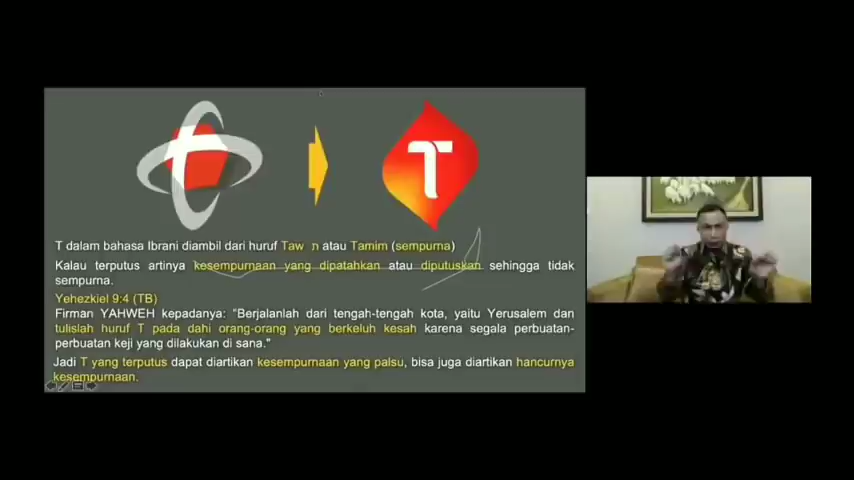 T
T dalam bahasa Ibrani diambil dari huruf Taw n atau Tamim (sempurna)
Kalau terputus artinya kesempurnaan yang dipatahkan atau diputuskan sehingga tidak
sempurna.
Yehezkiel 9:4 (TB)
Firman YAHWEH kepadanya: "Berjalanlah dari tengah-tengah kota, yaitu Yerusalem dan
tulislah huruf T pada dahi orang-orang yang berkeluh kesah karena segala perbuatan-
perbuatan keji yang dilakukan di sana."
Jadi T yang terputus dapat diartikan kesempurnaan yang palsu, bisa juga diartikan hancurnya
kesempurnaan.